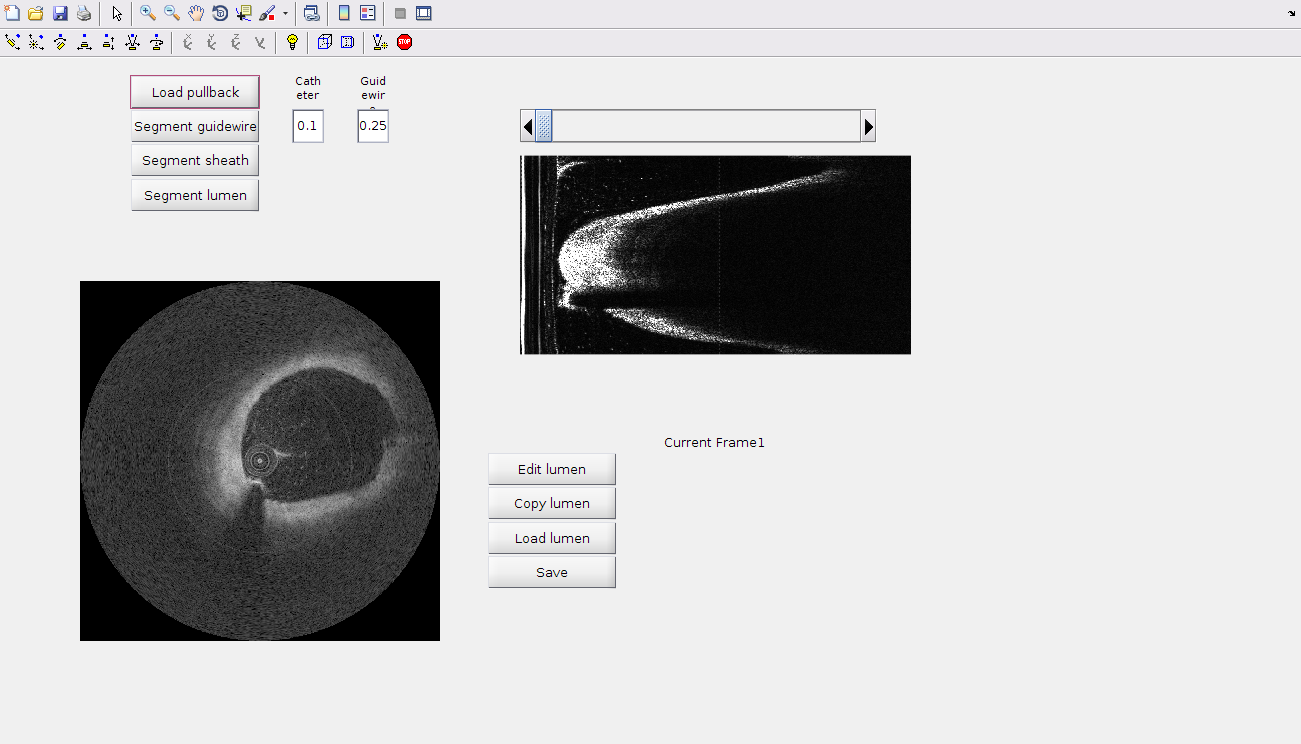 STOP
Load pullback
Segment guidewire
Segment sheath
Segment lumen
Cath
eter
0.1
Guid
ewir
0.25
Current Frame1
Edit lumen
Copy lumen
Load lumen
Save